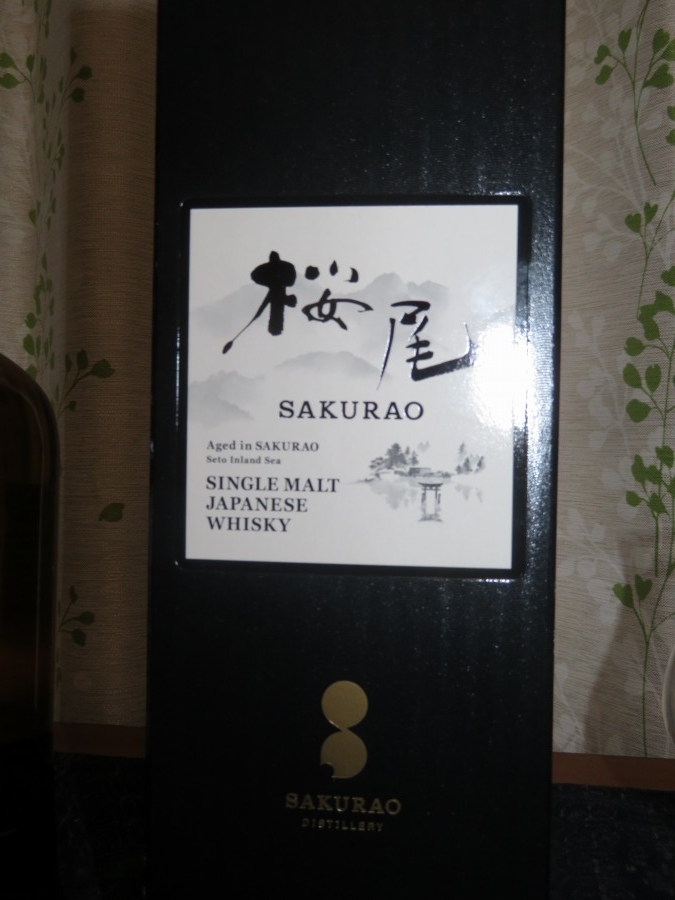 桜尾
SAKURAO
Aged in SAKURAO
Seto Inland Sea
SINGLE MALT
JAPANESE
WHISKY
SAKURAO
DISTILLERY